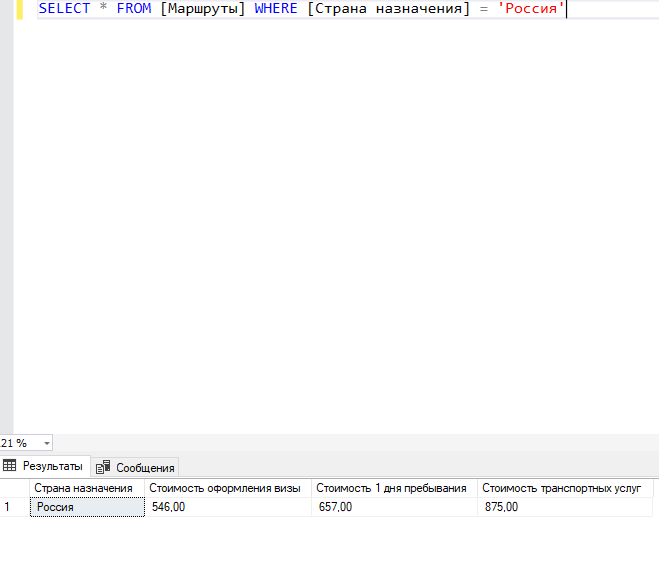 SELECT * FROM [Маршруты] WHERE [Страна назначения] = 'Россия'
21 %
Результаты Сообщения
Страна назначения Стоимость оформления визы Стоимость 1 дня пребывания Стоимость транспортных услуг
1 Россия 546,00 657,00 875,00